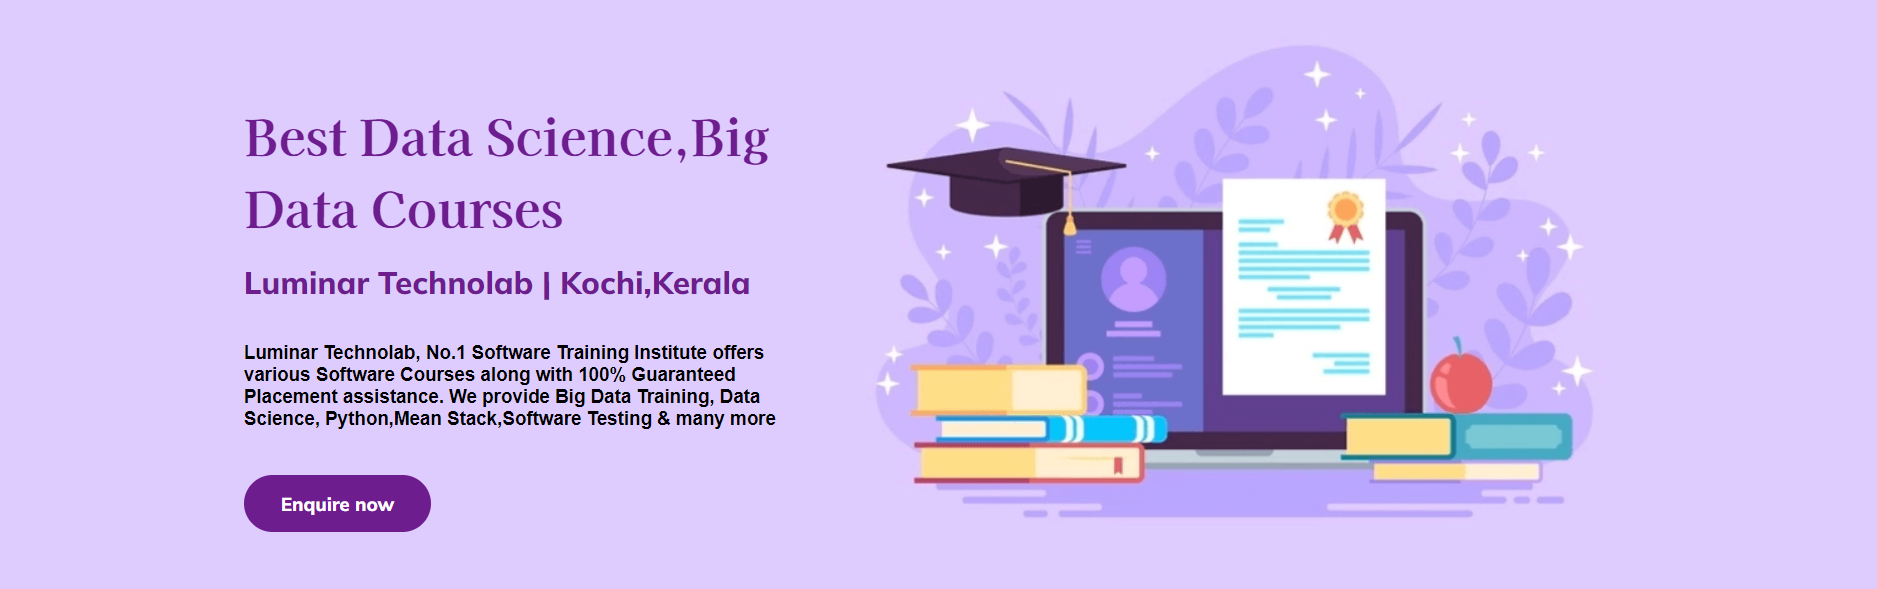 Best Data Science,Big
Data Courses
Luminar Technolab | Kochi,Kerala
Luminar Technolab, No.1 Software Training Institute offers
various Software Courses along with 100% Guaranteed
Placement assistance. We provide Big Data Training, Data
Science, Python,Mean Stack,Software Testing & many more
Enquire now